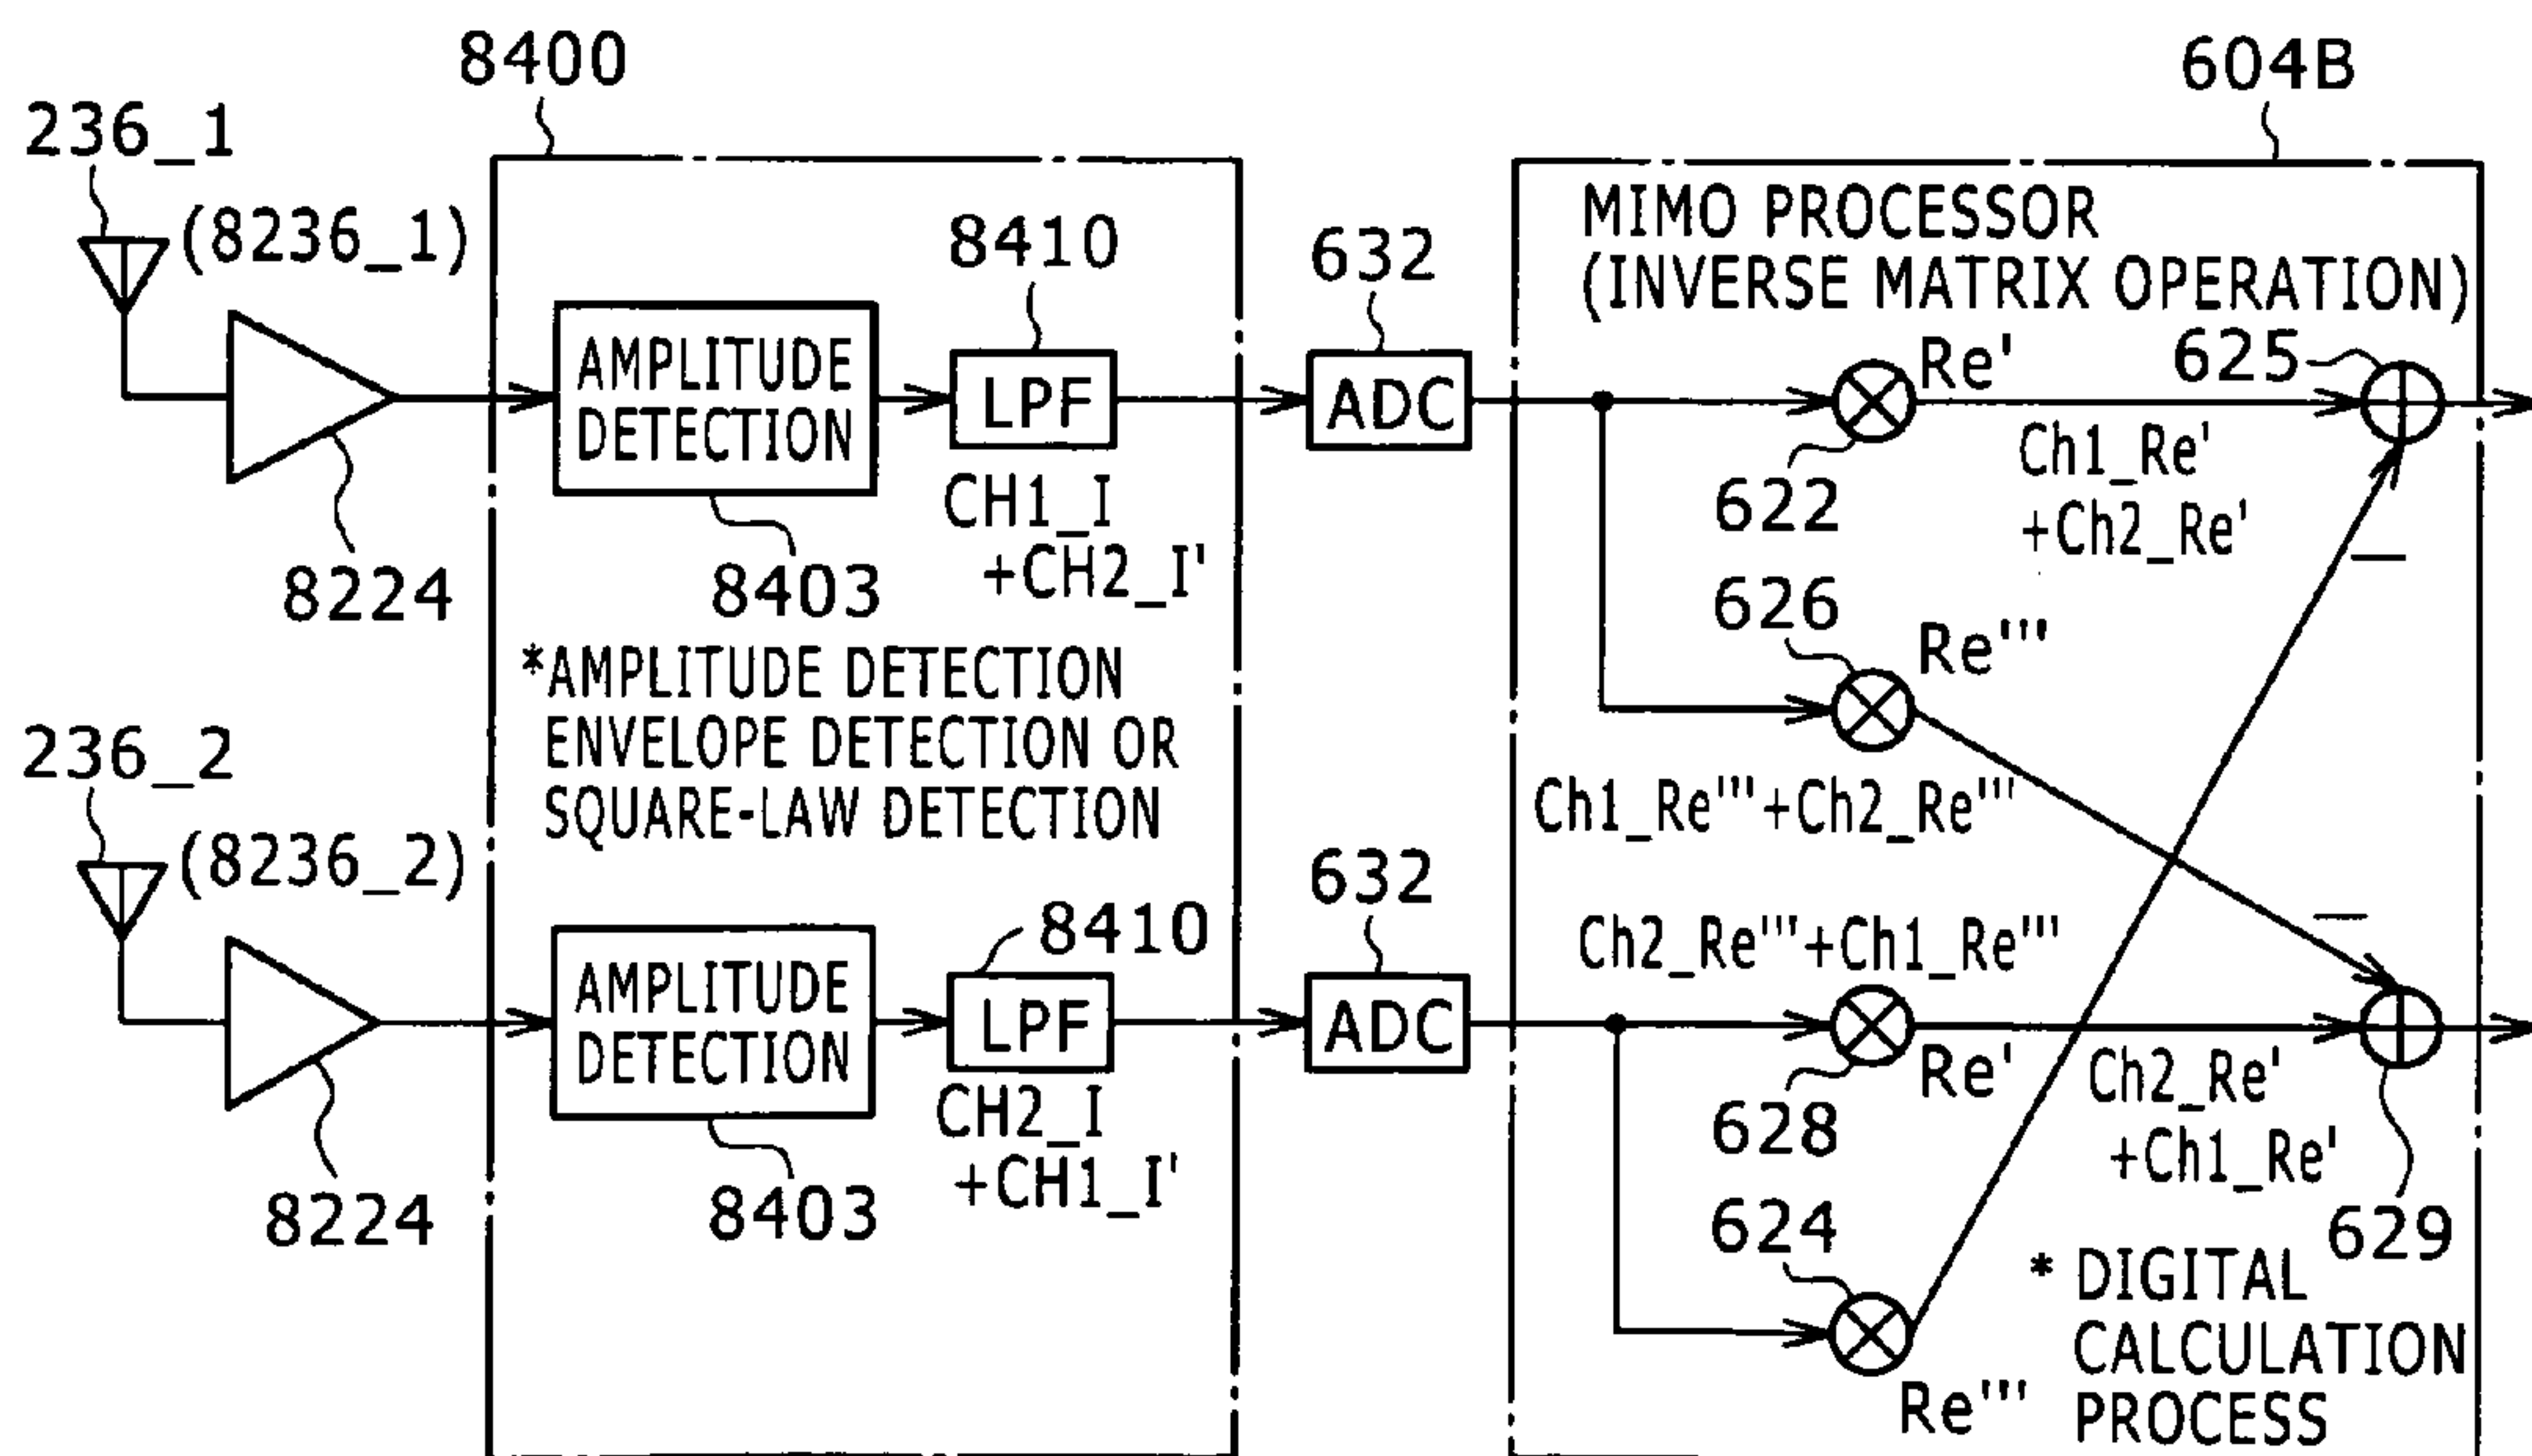 8400
604B
236_1
(8236_1)
8410
632
MIMO PROCESSOR
(INVERSE MATRIX OPERATION)
AMPLITUDE
DETECTION
LPF
ADC
Re'
625
CH1_I
+CH2_I'
622
Ch1_Re'
+Ch2_Re'
8224
8403
626
Re'''
*AMPLITUDE DETECTION
ENVELOPE DETECTION OR
SQUARE-LAW DETECTION
236_2
(8236_2)
Ch1_Re'''+Ch2_Re'''
8410
632
Ch2_Re'''+Ch1_Re'''
AMPLITUDE
DETECTION
LPF
ADC
Re'
CH2_I
+CH1_I'
628
Ch2_Re'
+Ch1_Re'
8224
8403
624
629
Re'''
* DIGITAL
CALCULATION
PROCESS